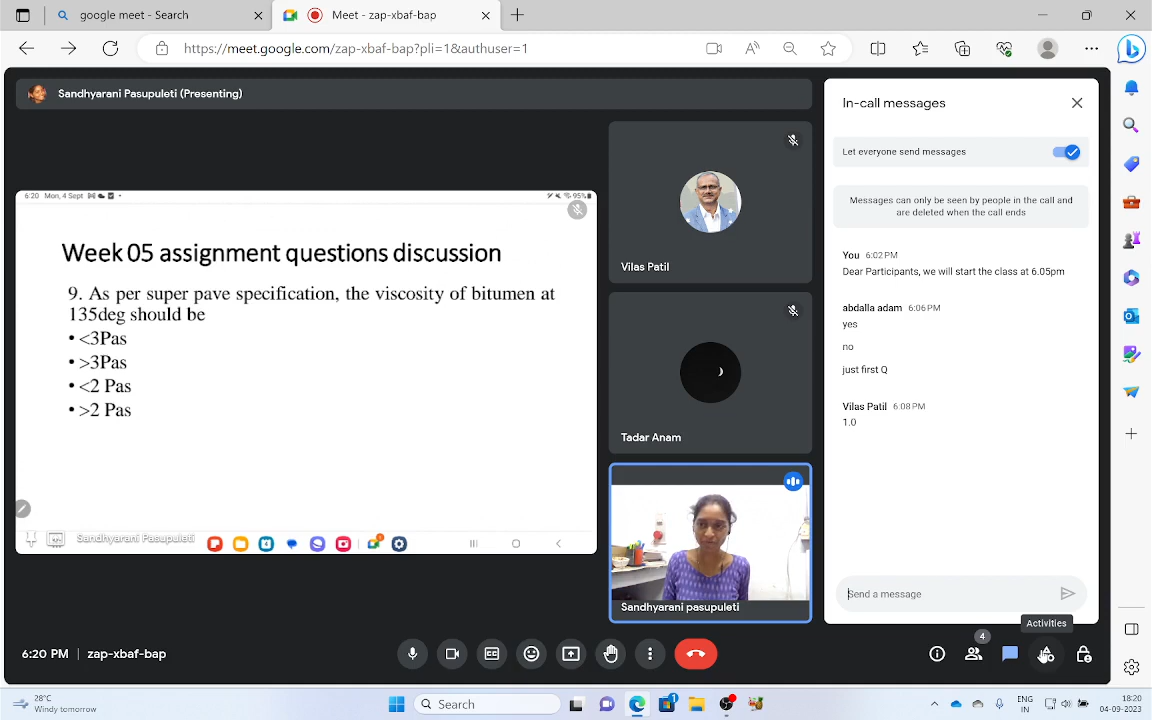 google meet - Search
Meet - zap-xbaf-bap
https://meet.google.com/zap-xbaf-bap?pli=1&authuser=1
Sandhyarani Pasupuleti (Presenting)
6:20 Mon, 4 Sept
95%
Week 05 assignment questions discussion
9. As per super pave specification, the viscosity of bitumen at
135deg should be
• <3Pas
• >3Pas
• <2 Pas
• >2 Pas
Sandhyarani Pasupuleti
Vilas Patil
Tadar Anam
Sandhyarani pasupuleti
In-call messages
Let everyone send messages
Messages can only be seen by people in the call and
are deleted when the call ends
You 6:02 PM
Dear Participants, we will start the class at 6.05pm
abdalla adam 6:06 PM
yes
no
just first Q
Vilas Patil 6:08 PM
1.0
Send a message
Activities
4
6:20 PM | zap-xbaf-bap
28°C
Windy tomorrow
Search
1
ENG
IN
18:20
04-09-2023